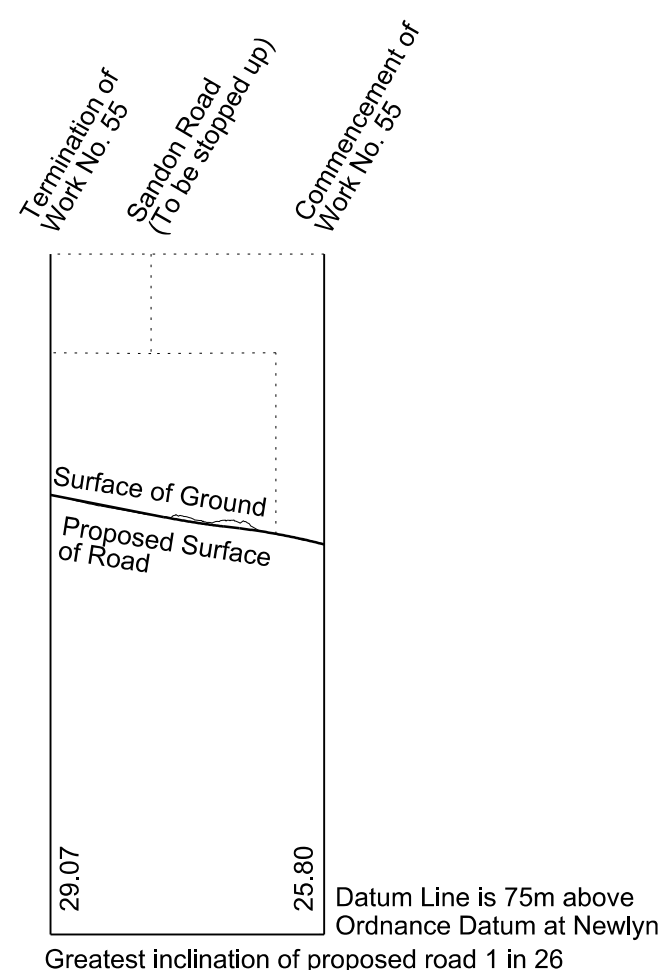 Termination of
Work No. 55
Sandon Road
(To be stopped up)
Commencement of
Work No. 55
Surface of Ground
Proposed Surface
of Road
29.07
25.80
Datum Line is 75m above
Ordnance Datum at Newlyn
Greatest inclination of proposed road 1 in 26